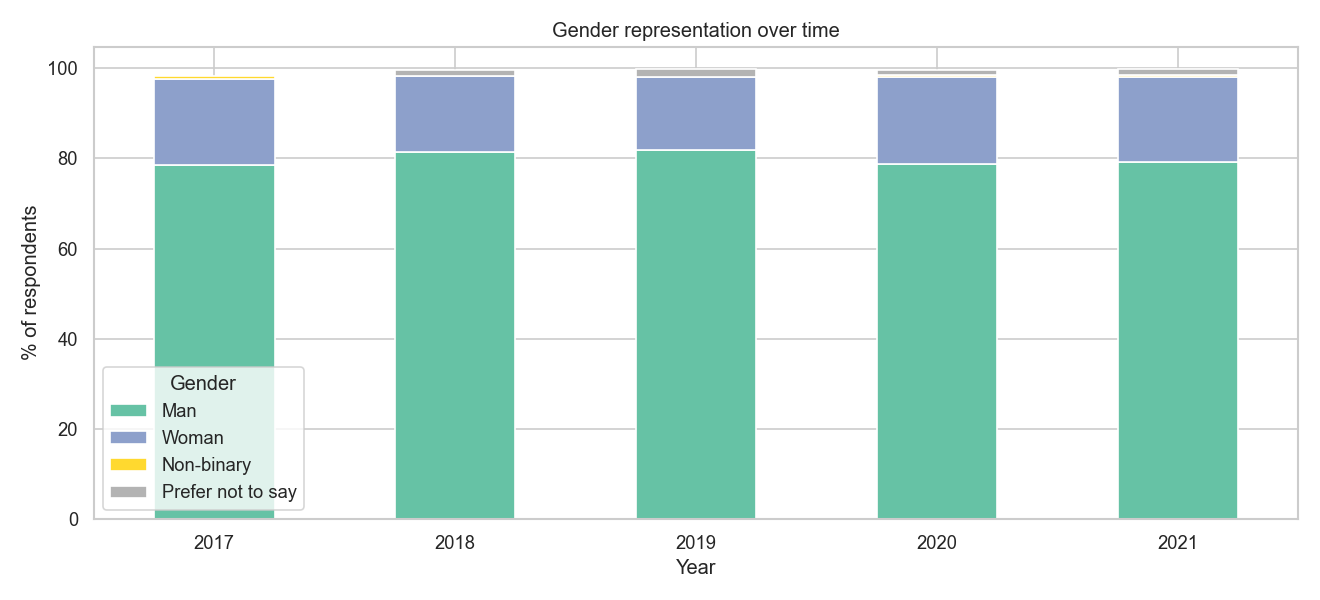 Gender representation over time
% of respondents
100
80
60
40
20
0
Gender
Man
Woman
Non-binary
Prefer not to say
2017
2018
2019
2020
2021
Year